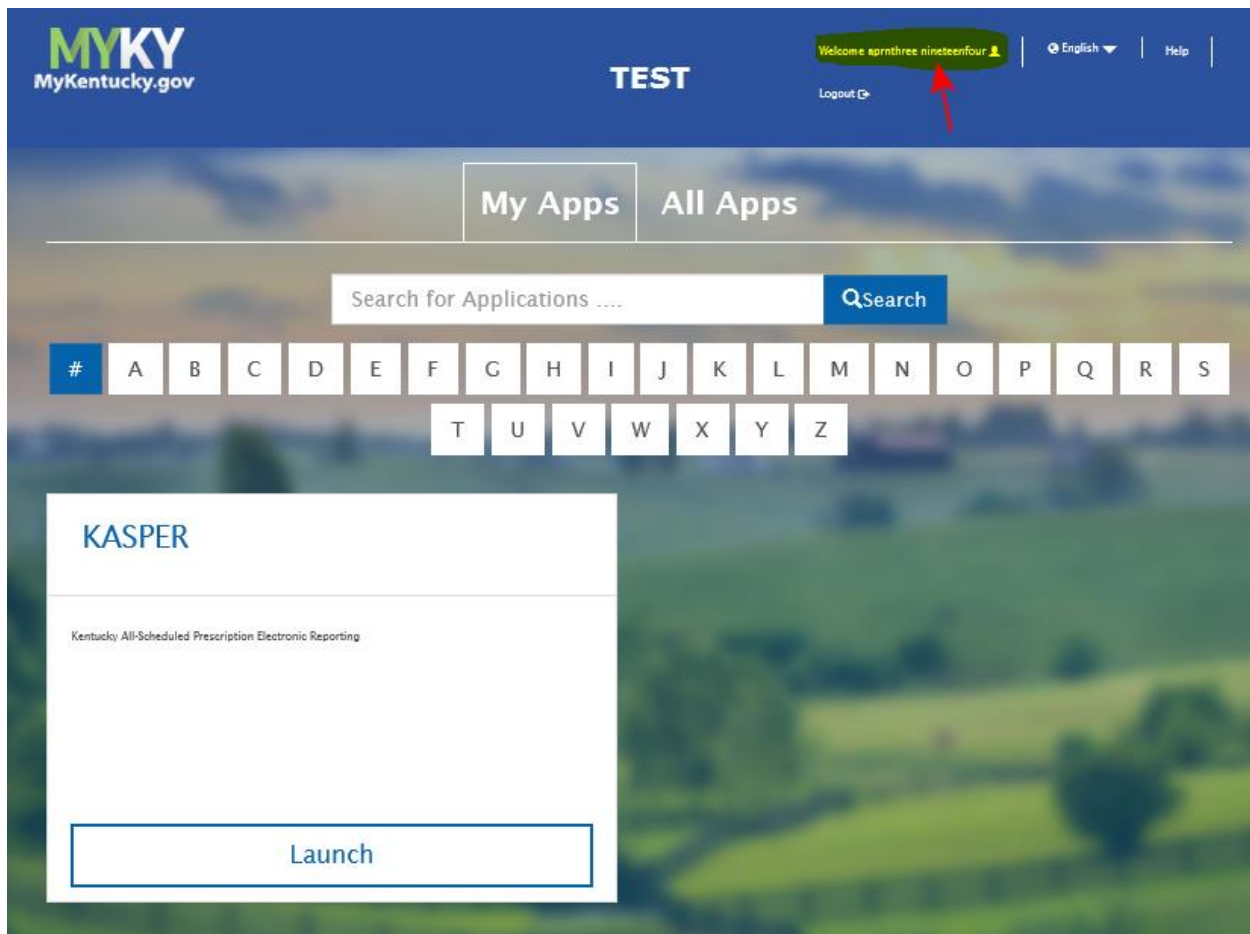 MYKY
MyKentucky.gov
TEST
Welcome aprnthree nineteenfour
English
Help
Logout
My Apps
All Apps
Search for Applications ....
Search
# A B C D E F G H I J K L M N O P Q R S
T U V W X Y Z
KASPER
Kentucky All-Scheduled Prescription Electronic Reporting
Launch